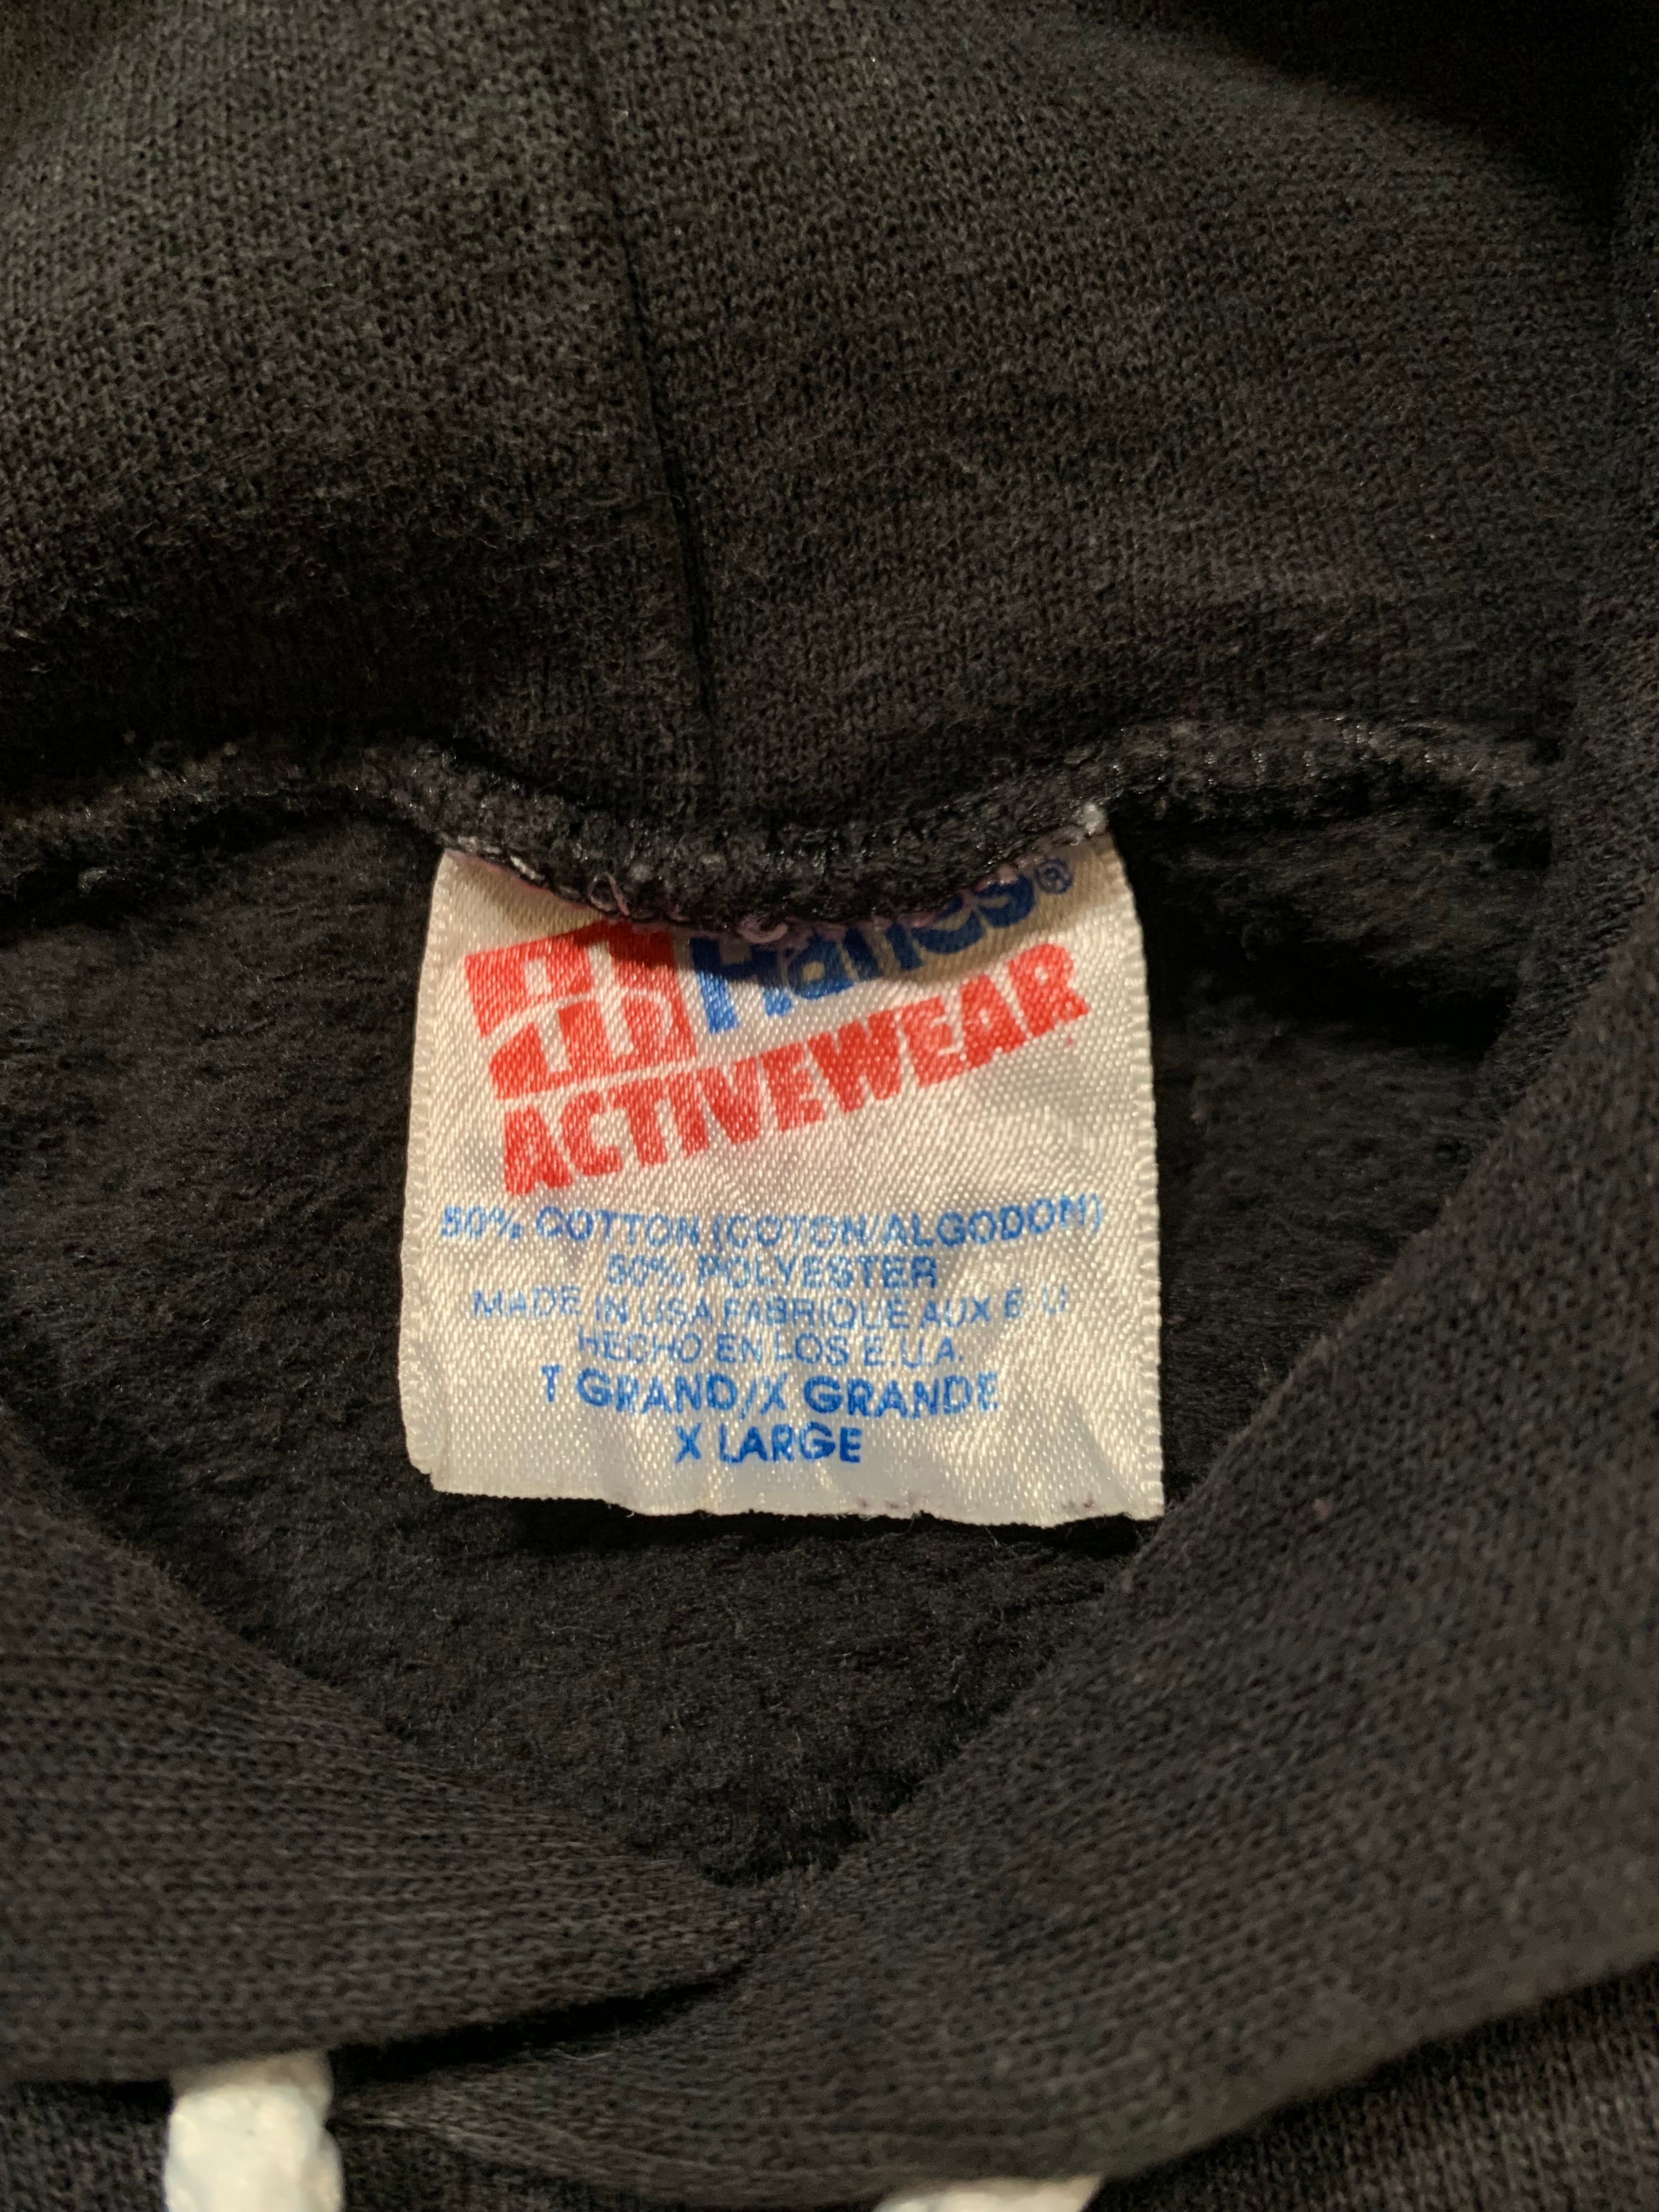 Hanes®
ACTIVEWEAR
50% COTTON (COTON/ALGODON)
50% POLYESTER
MADE IN USA FABRIQUE AUX E.U.
HECHO EN LOS E.U.A.
T GRAND/X GRANDE
X LARGE